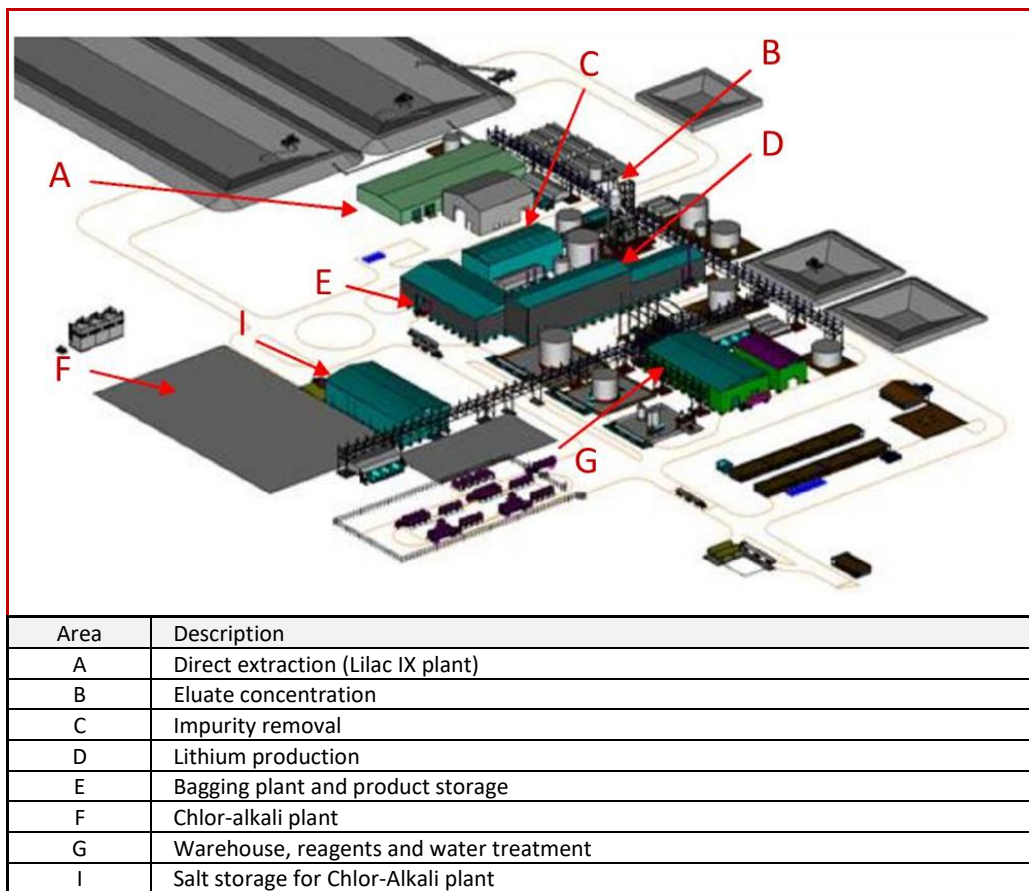 C
B
D
A
E
I
F
G
Area Description
A Direct extraction (Lilac IX plant)
B Eluate concentration
C Impurity removal
D Lithium production
E Bagging plant and product storage
F Chlor-alkali plant
G Warehouse, reagents and water treatment
I Salt storage for Chlor-Alkali plant